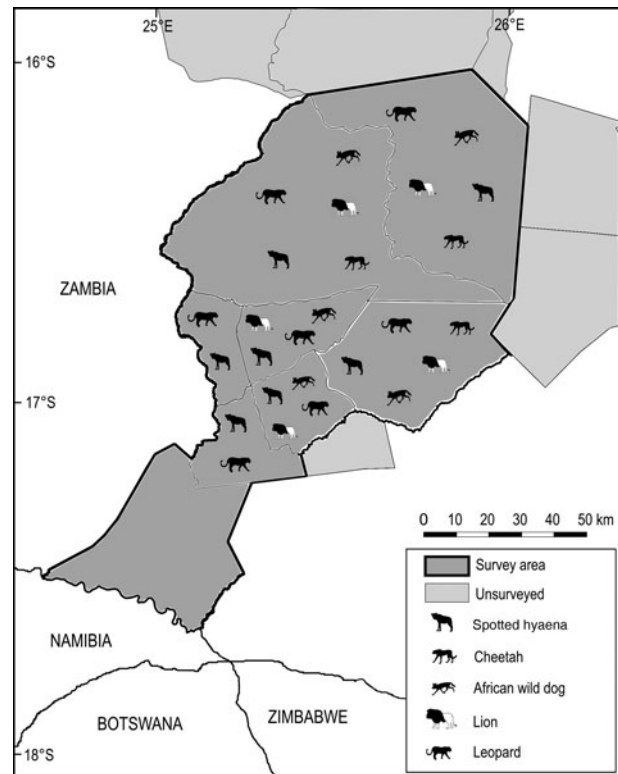 25°E
26°E
16°S
ZAMBIA
17°S
0 10 20 30 40 50 km
Survey area
Unsurveyed
Spotted hyaena
NAMIBIA
Cheetah
African wild dog
BOTSWANA
ZIMBABWE
Lion
18°S
Leopard